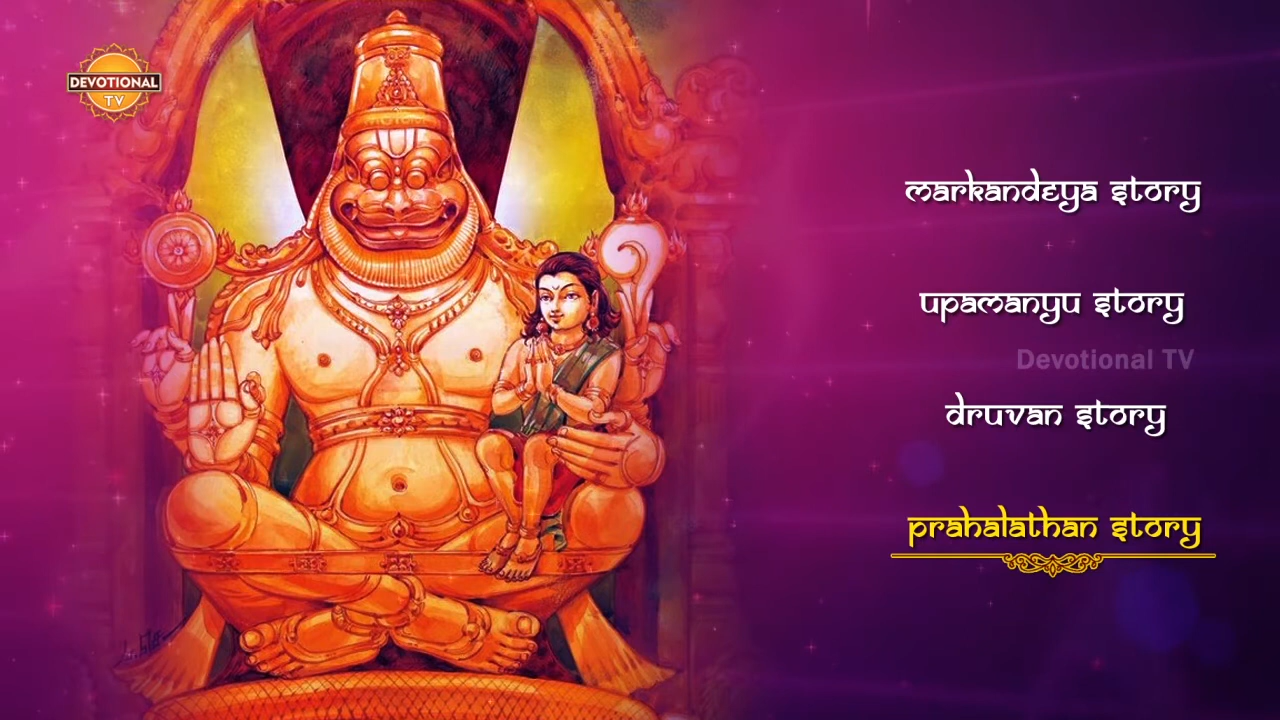 DEVOTIONAL
TV
MARKANDEYA STORY
UPAMANYU STORY
Devotional TV
DRUVAN STORY
PRAHALATHAN STORY